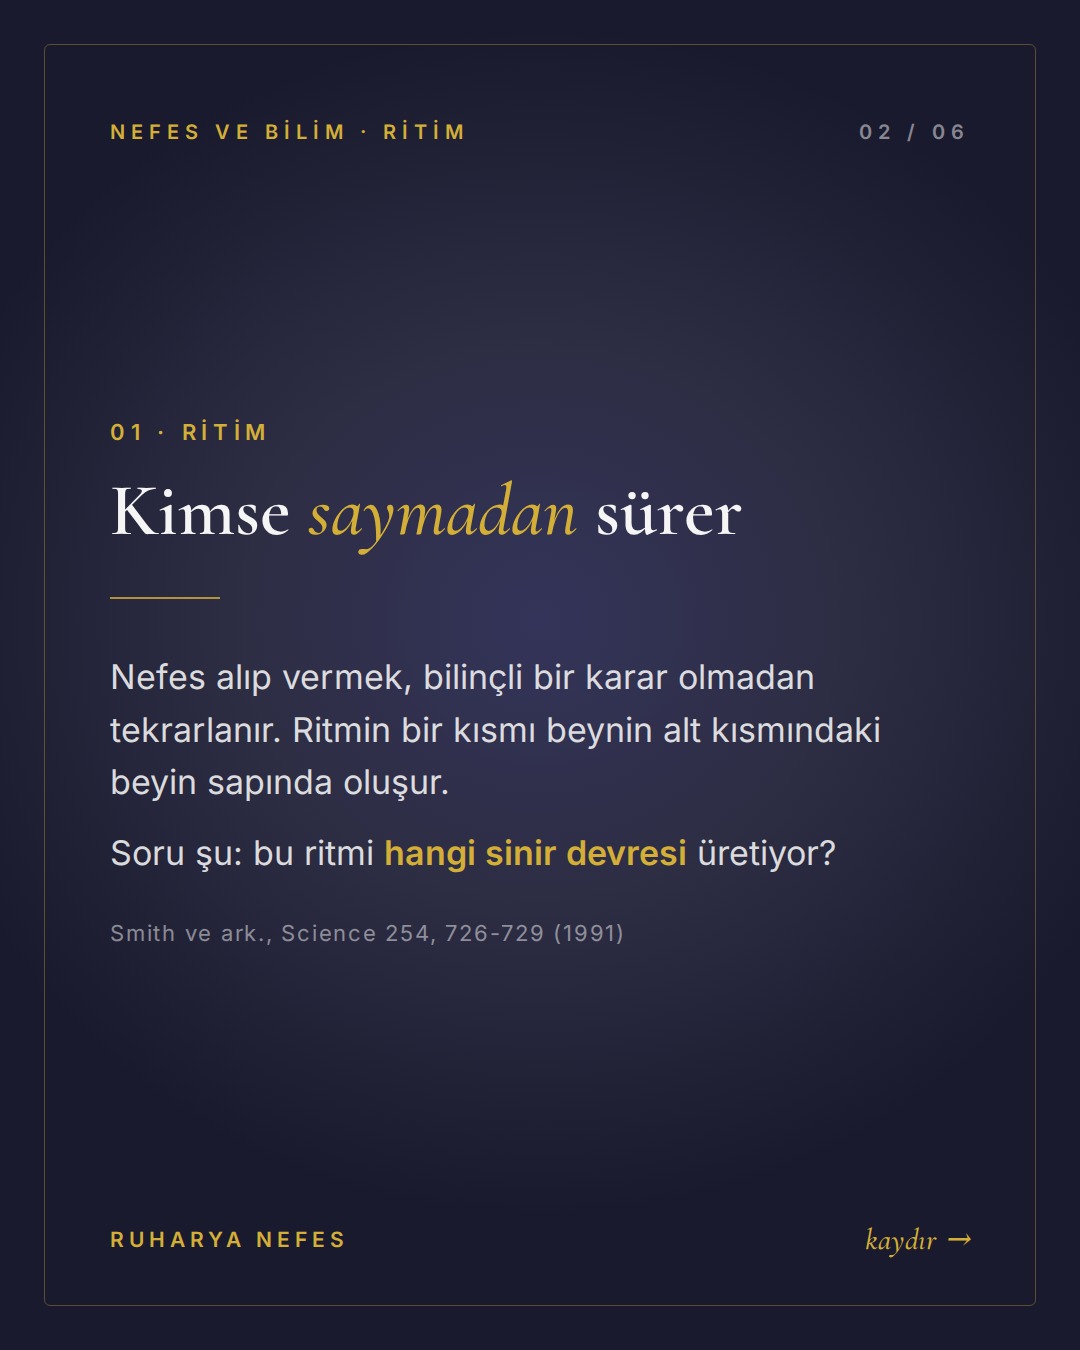 NEFES VE BİLİM · RİTİM
02 / 06
01 · RİTİM
Kimse saymadan sürer
Nefes alıp vermek, bilinçli bir karar olmadan
tekrarlanır. Ritmin bir kısmı beynin alt kısmındaki
beyin sapında oluşur.
Soru şu: bu ritmi hangi sinir devresi üretiyor?
Smith ve ark., Science 254, 726-729 (1991)
RUHARYA NEFES
kaydır →